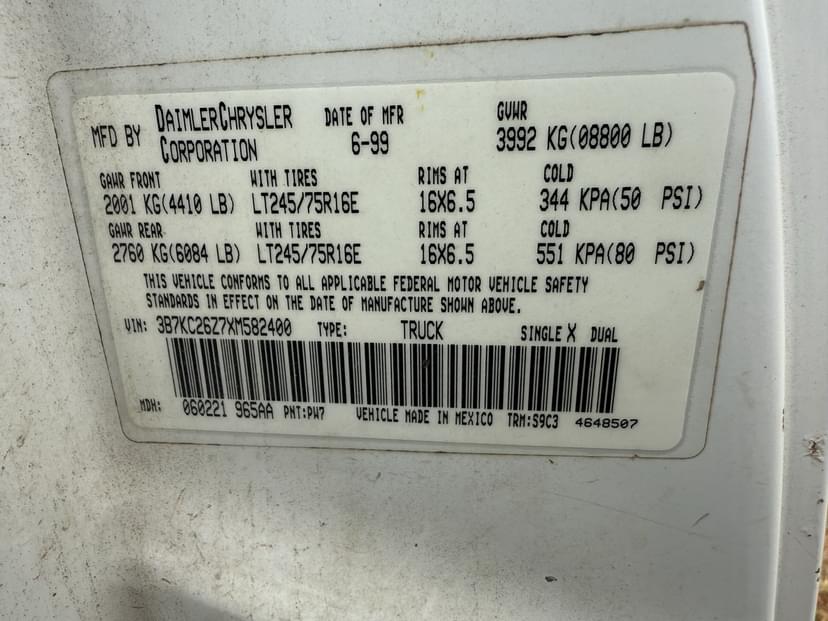 MFD BY DAIMLERCHRYSLER CORPORATION DATE OF MFR 6-99 GVWR 3992 KG(08800 LB)
GAWR FRONT WITH TIRES RIMS AT COLD
2001 KG(4410 LB) LT245/75R16E 16X6.5 344 KPA(50 PSI)
GAWR REAR WITH TIRES RIMS AT COLD
2760 KG(6084 LB) LT245/75R16E 16X6.5 551 KPA(80 PSI)
THIS VEHICLE CONFORMS TO ALL APPLICABLE FEDERAL MOTOR VEHICLE SAFETY
STANDARDS IN EFFECT ON THE DATE OF MANUFACTURE SHOWN ABOVE.
VIN: 3B7KC26Z7XM582400 TYPE: TRUCK SINGLE X DUAL
MDH: 060221 965AA PNT:PW7 VEHICLE MADE IN MEXICO TRM:S9C3 4648507